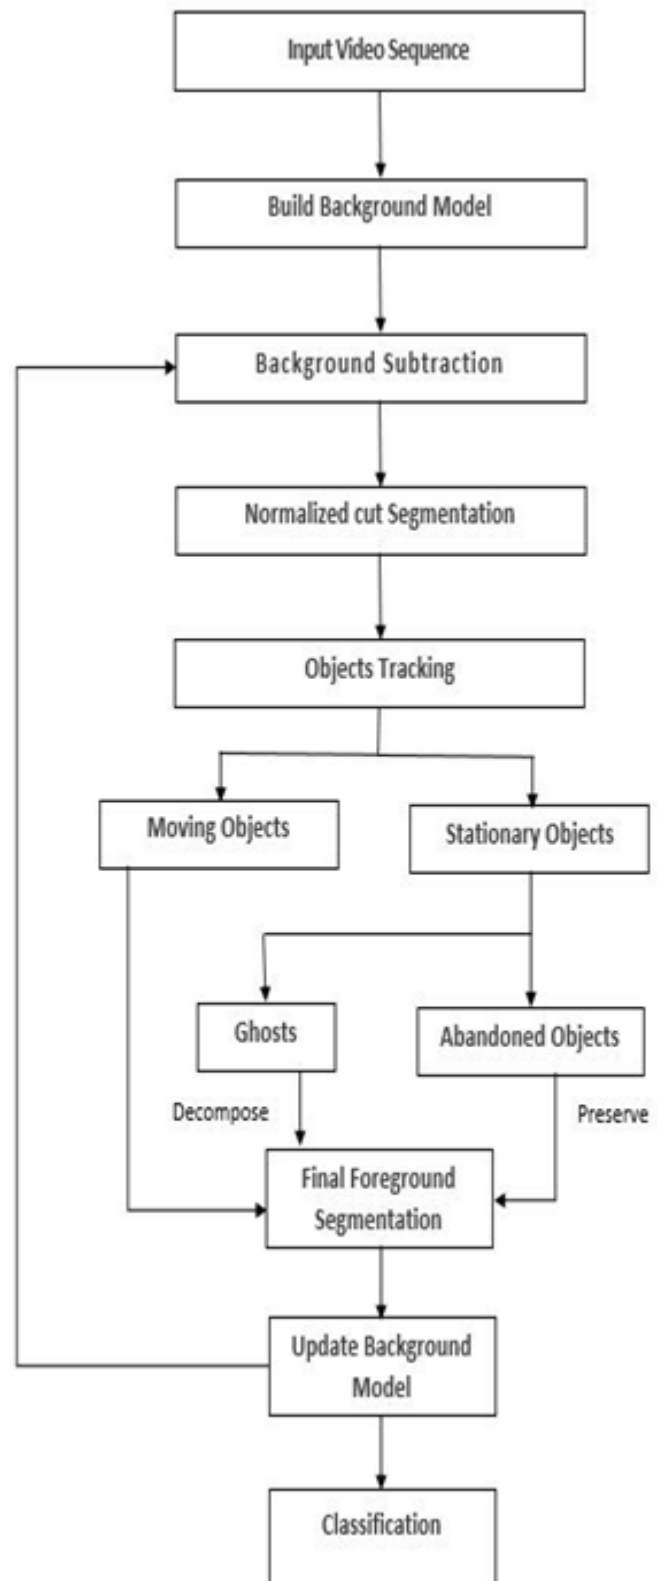 Input Video Sequence
Build Background Model
Background Subtraction
Normalized cut Segmentation
Objects Tracking
Moving Objects
Stationary Objects
Ghosts
Abandoned Objects
Decompose
Preserve
Final Foreground
Segmentation
Update Background
Model
Classification